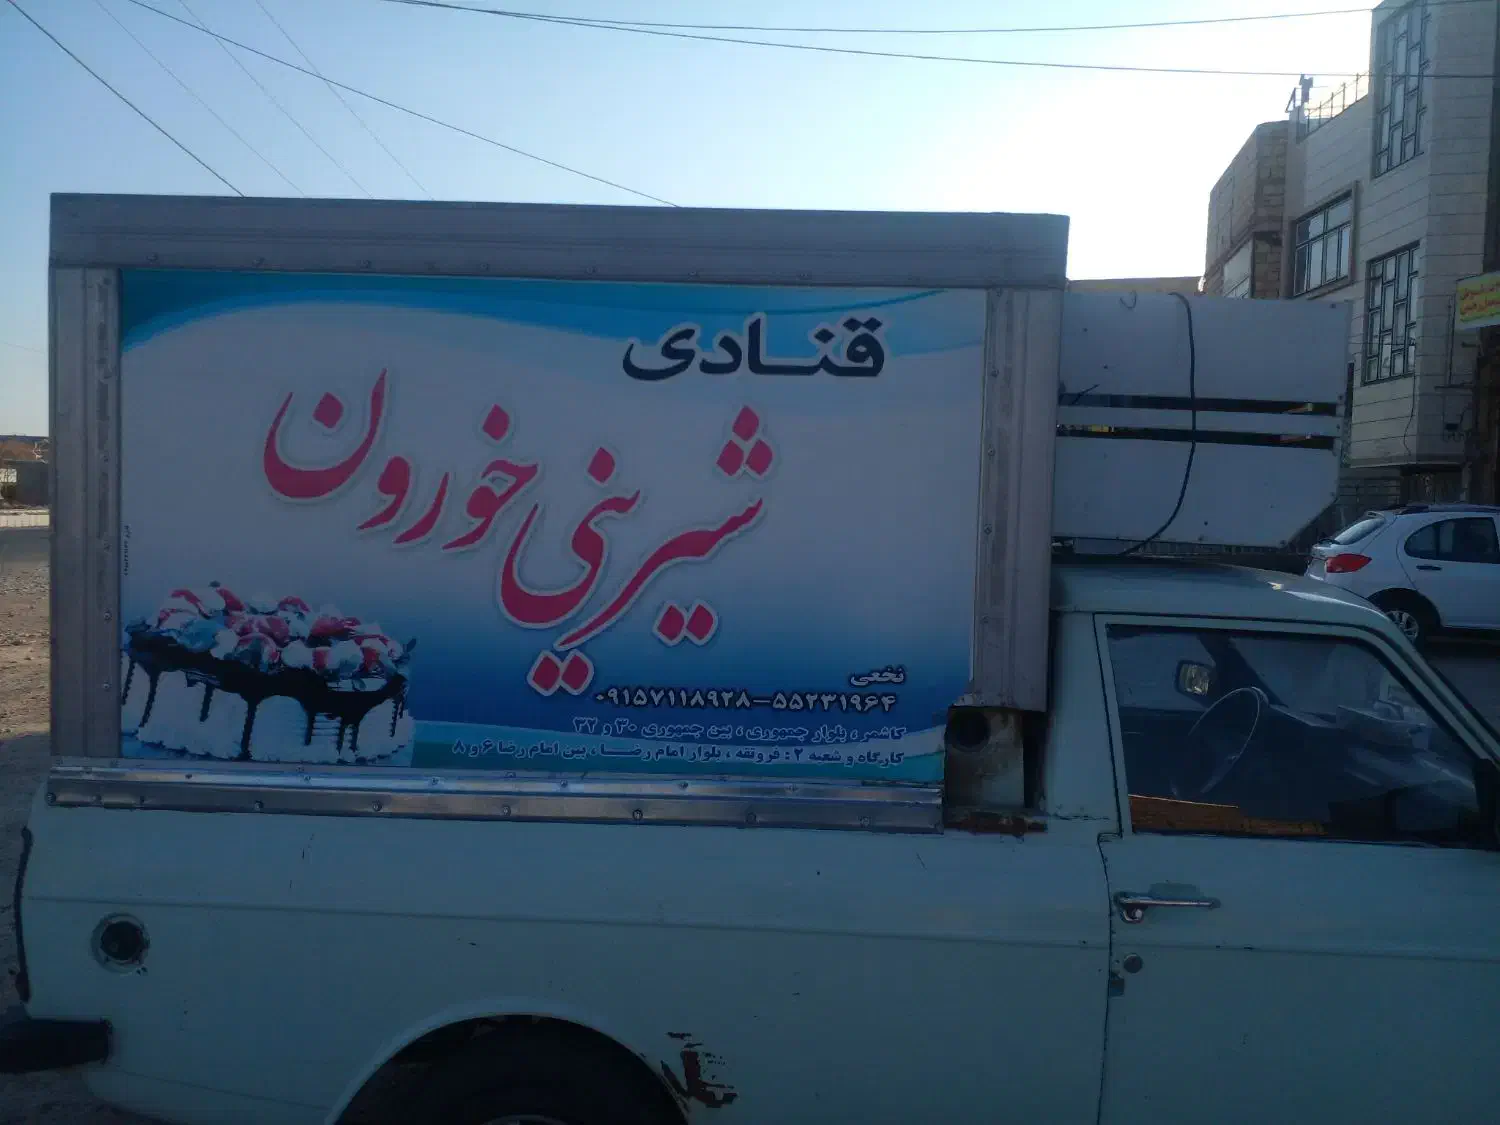 قنادی
شیرینی خورون
نخعی
۰۹۱۵۷۱۱۸۹۲۸-۵۵۲۳۱۹۶۴
کاشمر ، بلوار جمهوری ، بین جمهوری ۳۰ و ۳۲
کارگاه و شعبه ۲ : فروتقه ، بلوار امام رضا ، بین امام رضا ۶ و ۸